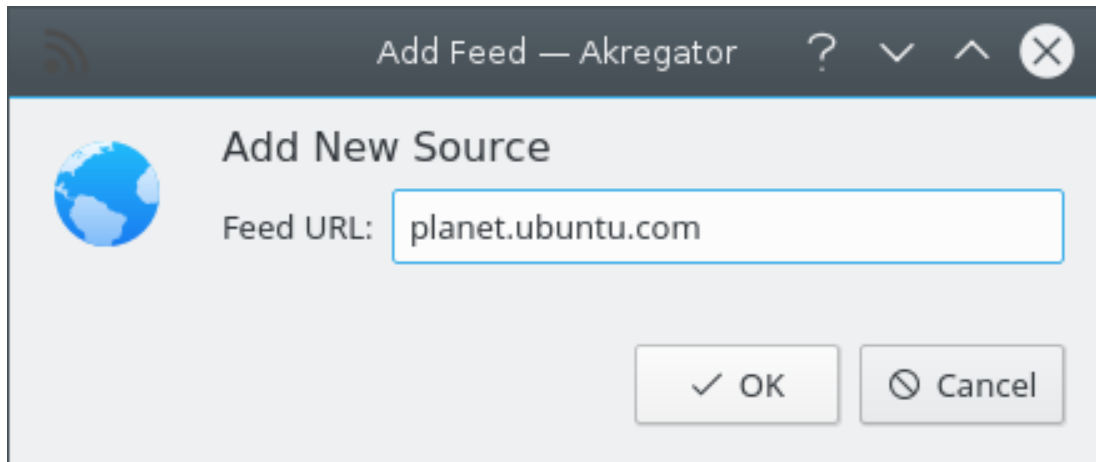 Add Feed — Akregator
Add New Source
Feed URL: planet.ubuntu.com
OK Cancel